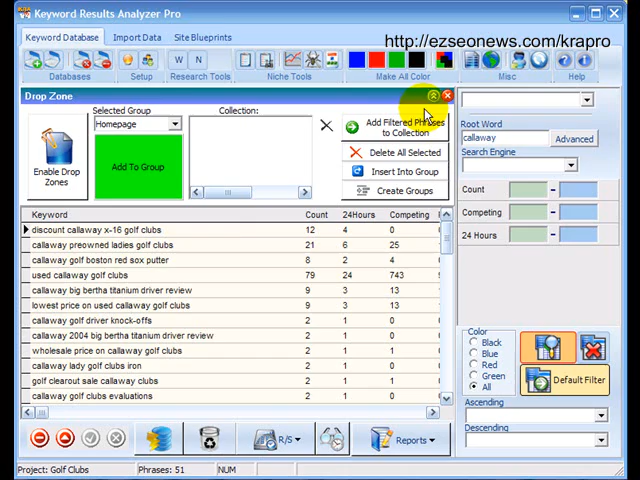 Keyword Results Analyzer Pro
http://ezseonews.com/krapro
Keyword Database Import Data Site Blueprints
W N
Databases Setup Research Tools Niche Tools Make All Color Misc Help
Drop Zone
Enable Drop Zones
Selected Group
Homepage
Add To Group
Collection:
Add Filtered Phrases to Collection
Delete All Selected
Insert Into Group
Create Groups
Root Word
callaway Advanced
Search Engine
Count -
Competing -
24 Hours -
Keyword Count 24Hours Competing
discount callaway x-16 golf clubs 12 4 0
callaway preowned ladies golf clubs 21 6 25
callaway golf boston red sox putter 8 2 4
used callaway golf clubs 79 24 743
callaway big bertha titanium driver review 9 3 13
lowest price on used callaway golf clubs 9 3 13
callaway golf driver knock-offs 2 1 0
callaway 2004 big bertha titanium driver review 2 1 0
wholesale price on callaway golf clubs 2 1 0
callaway lady golf clubs iron 2 1 0
golf clearout sale callaway clubs 2 1 0
callaway golf clubs evaluations 2 1 0
Color
Black
Blue
Red
Green
All
Default Filter
Ascending
Descending
R/S Reports
Project: Golf Clubs Phrases: 51 NUM